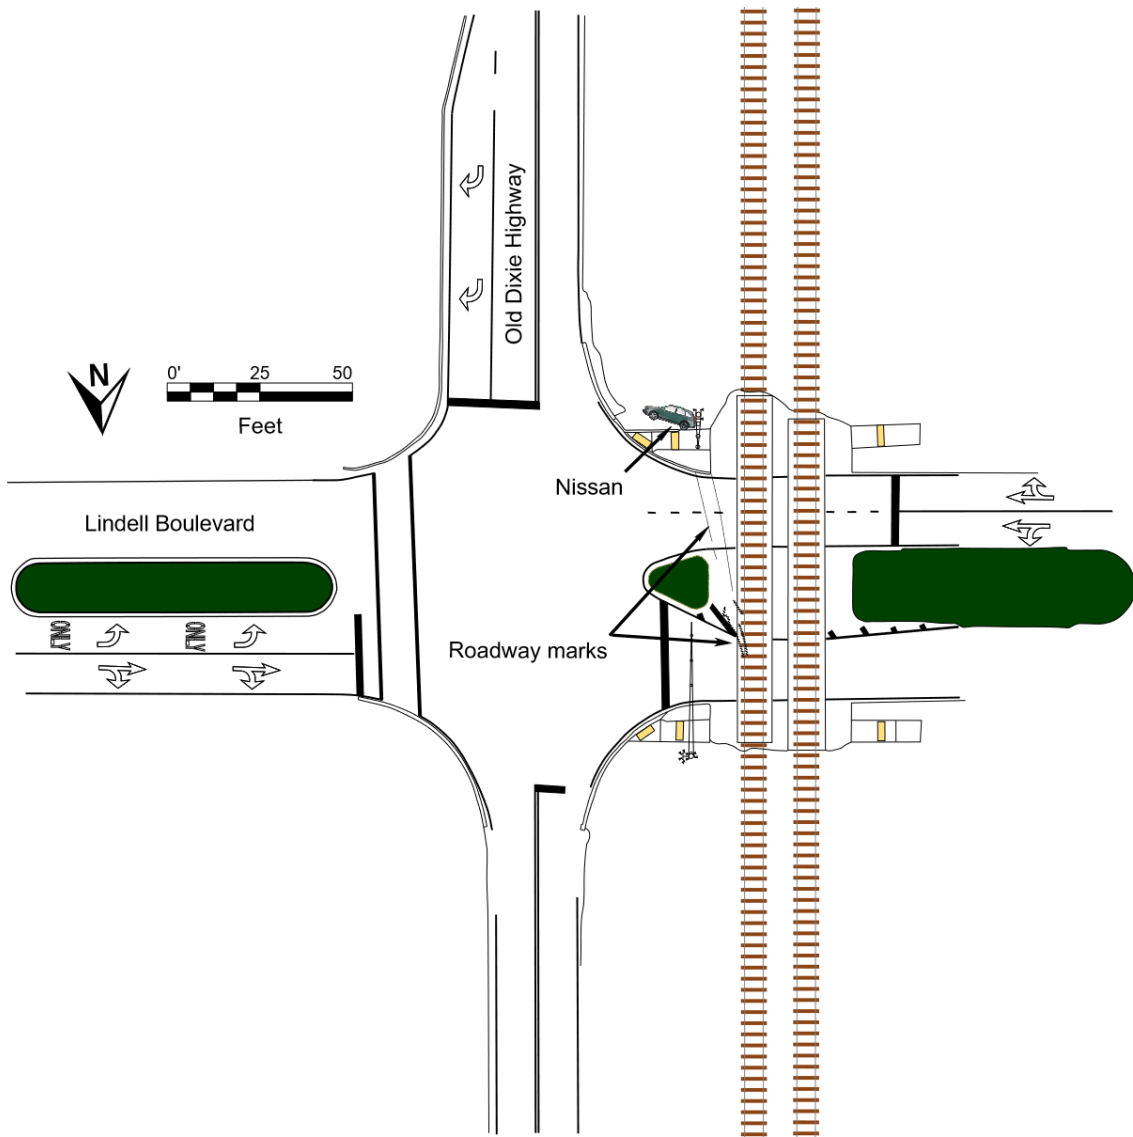 Old Dixie Highway
N
0' 25 50
Feet
Nissan
Lindell Boulevard
ONLY ONLY
Roadway marks